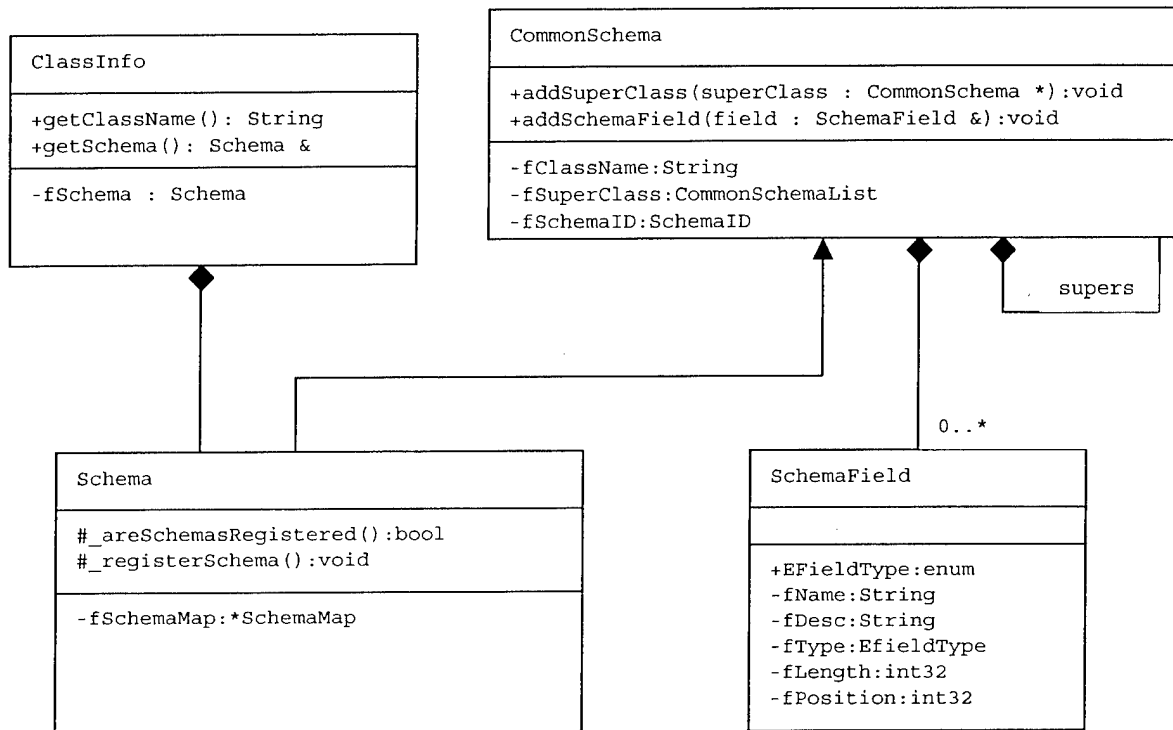 ClassInfo
+getClassName(): String
+getSchema(): Schema &
-fSchema : Schema
CommonSchema
+addSuperClass(superClass : CommonSchema *):void
+addSchemaField(field : SchemaField &):void
-fClassName:String
-fSuperClass:CommonSchemaList
-fSchemaID:SchemaID
supers
0..*
Schema
#_areSchemasRegistered():bool
#_registerSchema():void
-fSchemaMap:*SchemaMap
SchemaField
+EFieldType:enum
-fName:String
-fDesc:String
-fType:EfieldType
-fLength:int32
-fPosition:int32